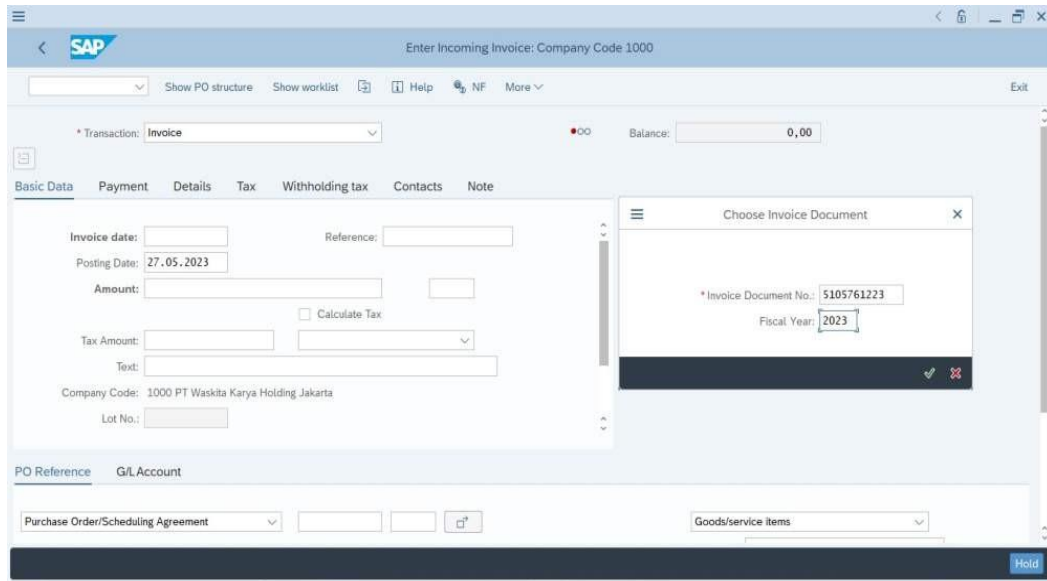 SAP
Enter Incoming Invoice: Company Code 1000
Show PO structure Show worklist Help NF More Exit
* Transaction: Invoice Balance: 0,00
Basic Data Payment Details Tax Withholding tax Contacts Note
Choose Invoice Document
Invoice date: Reference:
Posting Date: 27.05.2023
Amount:
* Invoice Document No.: 5105761223
Calculate Tax
Fiscal Year: 2023
Tax Amount:
Text:
Company Code: 1000 PT Waskita Karya Holding Jakarta
Lot No.:
PO Reference G/L Account
Purchase Order/Scheduling Agreement Goods/service items
Hold